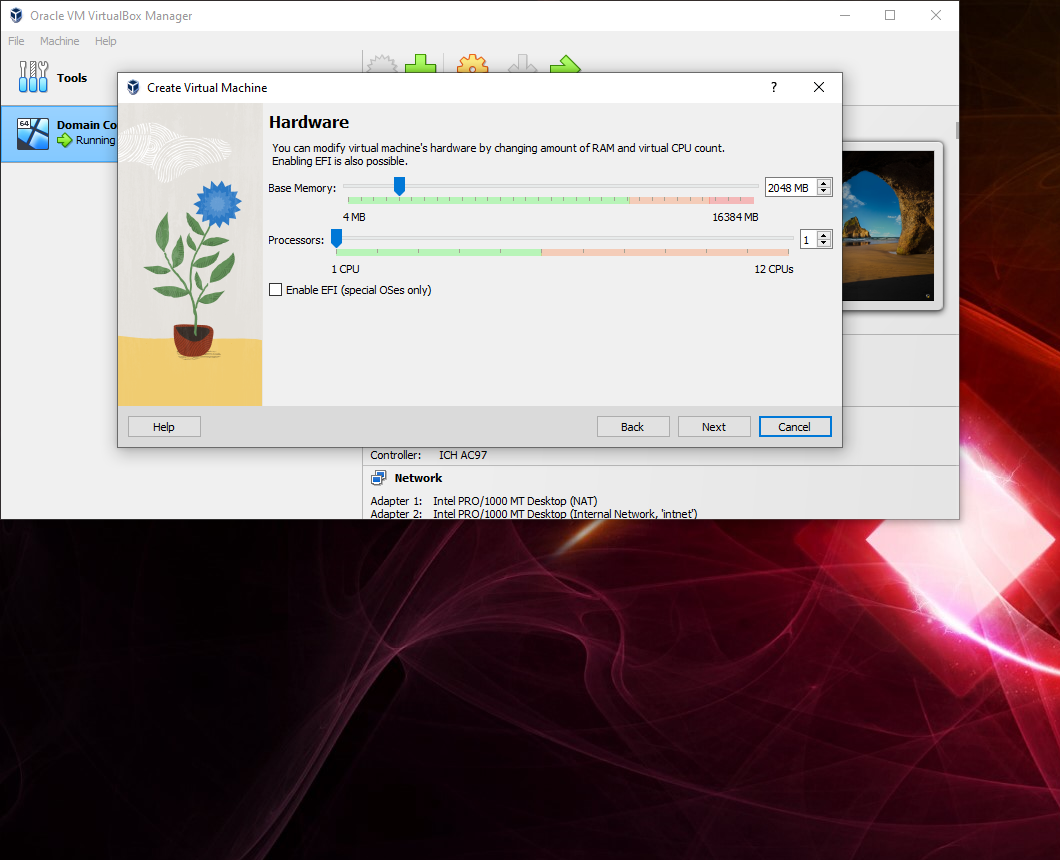 Oracle VM VirtualBox Manager
File Machine Help
Tools
64
Domain Co
Running
Create Virtual Machine
?
Hardware
You can modify virtual machine's hardware by changing amount of RAM and virtual CPU count.
Enabling EFI is also possible.
Base Memory:
2048 MB
4 MB
16384 MB
Processors:
1
1 CPU
12 CPUs
Enable EFI (special OSes only)
Help
Back
Next
Cancel
Controller: ICH AC97
Network
Adapter 1: Intel PRO/1000 MT Desktop (NAT)
Adapter 2: Intel PRO/1000 MT Desktop (Internal Network, 'intnet')